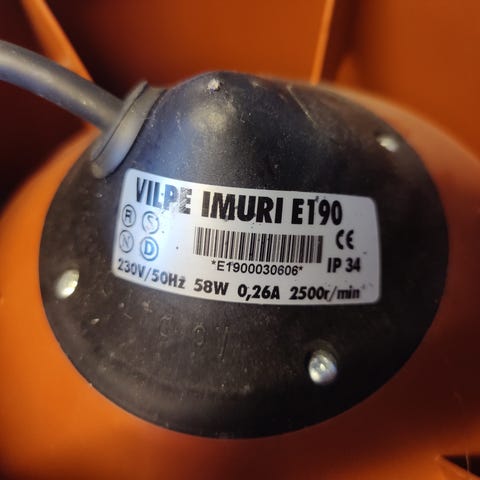 VILPE IMURI E190
R S
N D
CE
*E1900030606* IP 34
230V/50Hz 58W 0,26A 2500r/min